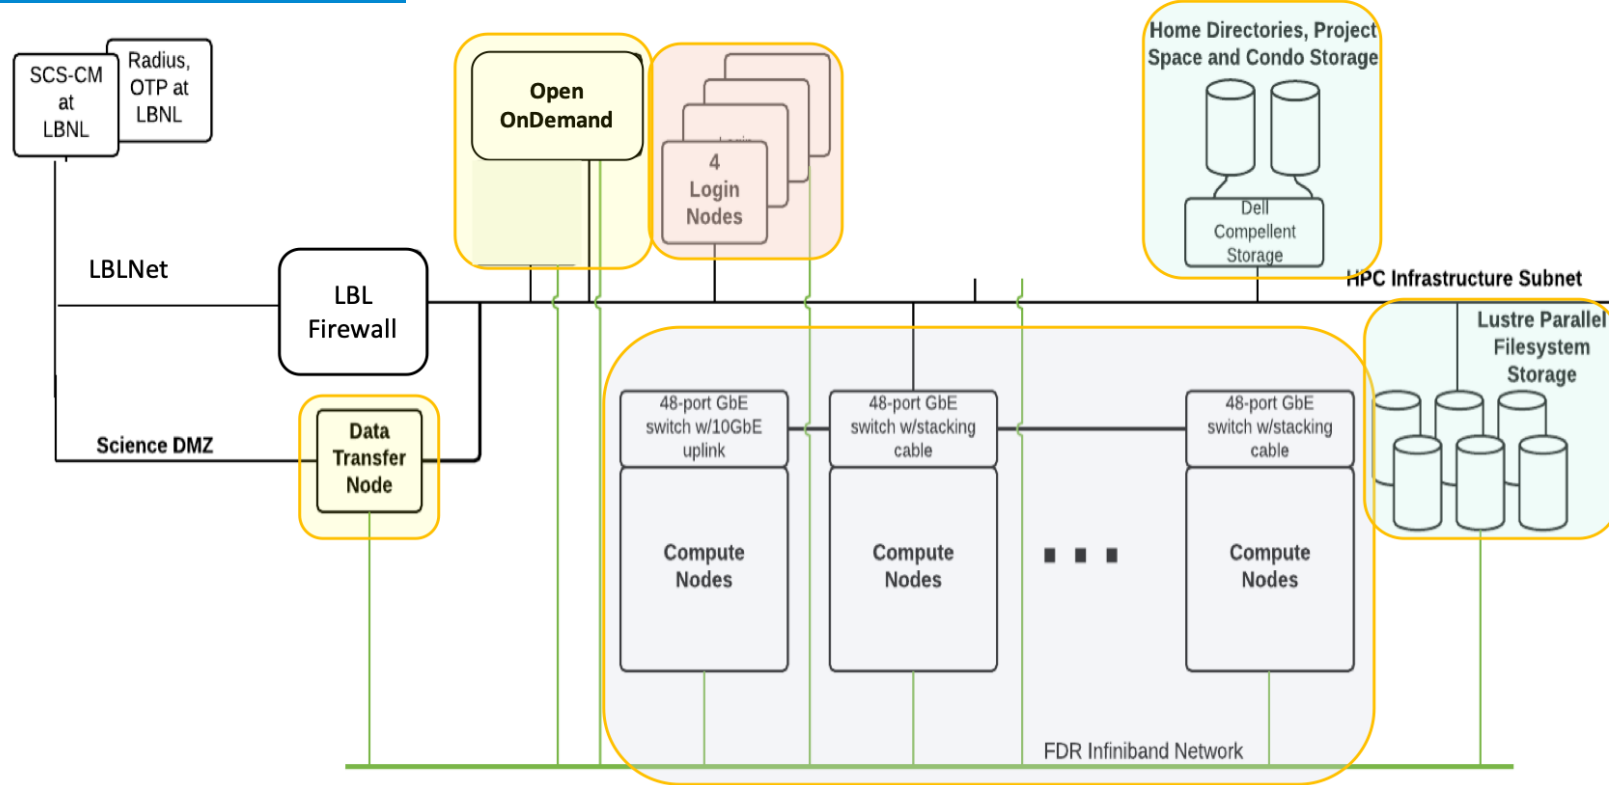 SCS-CM
at
LBNL
Radius,
OTP at
LBNL
Open
OnDemand
4
Login
Nodes
Home Directories, Project
Space and Condo Storage
Dell
Compellent
Storage
LBLNet
LBL
Firewall
HPC Infrastructure Subnet
Lustre Parallel
Filesystem
Storage
Science DMZ
Data
Transfer
Node
48-port GbE
switch w/10GbE
uplink
48-port GbE
switch w/stacking
cable
48-port GbE
switch w/stacking
cable
Compute
Nodes
Compute
Nodes
Compute
Nodes
FDR Infiniband Network